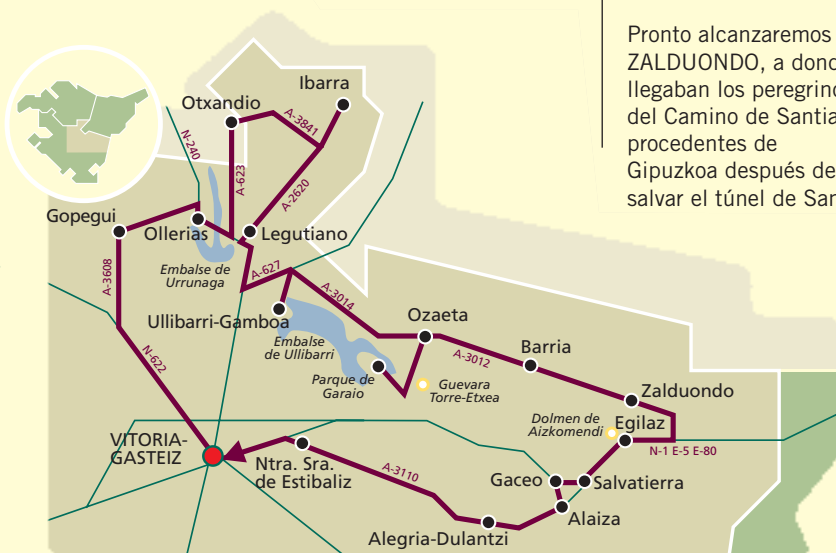 Pronto alcanzaremos
ZALDUONDO, a dond
llegaban los peregrino
del Camino de Santia
procedentes de
Gipuzkoa después de
salvar el túnel de San
Ibarra
Otxandio
A-3841
N-240
A-623
A-2620
Gopegui
Ollerias
Legutiano
Embalse de
Urrunaga
A-627
A-3608
A-3014
Ullibarri-Gamboa
Ozaeta
Embalse
de Ullibarri
Barria
A-3012
N-622
Parque de
Garaio
Guevara
Torre-Etxea
Zalduondo
Dolmen de
Aizkomendi
Egilaz
VITORIA-
GASTEIZ
N-1 E-5 E-80
Ntra. Sra.
de Estibaliz
A-3110
Gaceo
Salvatierra
Alaiza
Alegria-Dulantzi